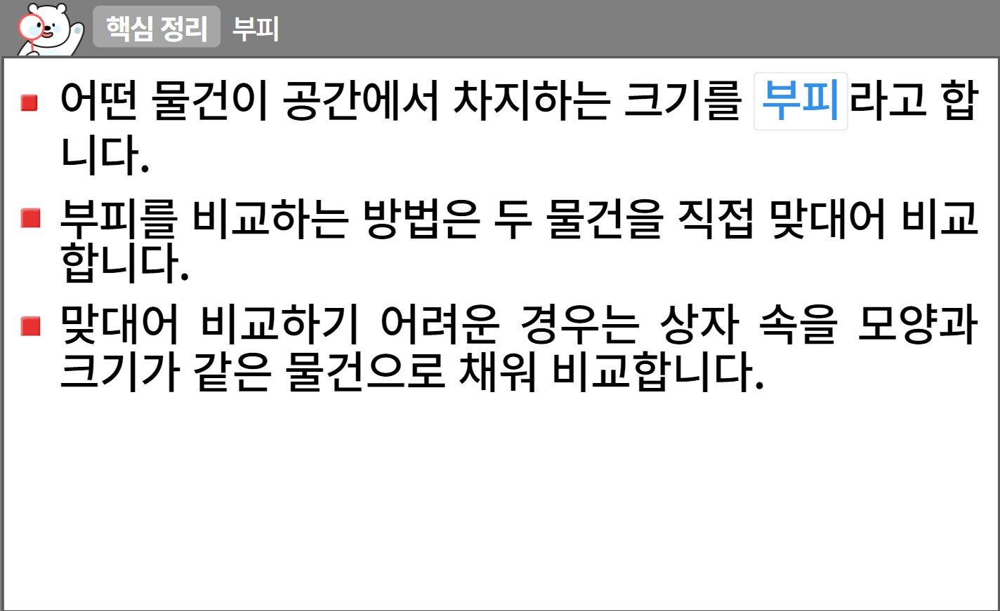 핵심 정리 부피
어떤 물건이 공간에서 차지하는 크기를 부피라고 합
니다.
부피를 비교하는 방법은 두 물건을 직접 맞대어 비교
합니다.
맞대어 비교하기 어려운 경우는 상자 속을 모양과
크기가 같은 물건으로 채워 비교합니다.